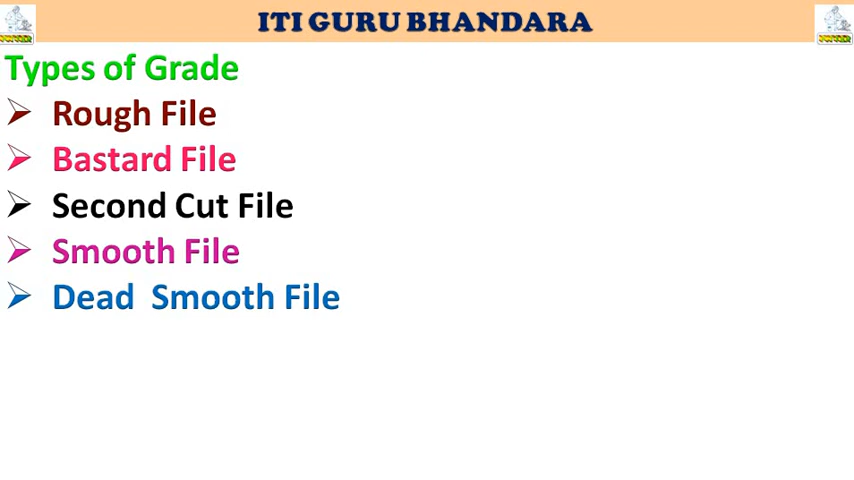 ITI GURU BHANDARA
Types of Grade
Rough File
Bastard File
Second Cut File
Smooth File
Dead Smooth File